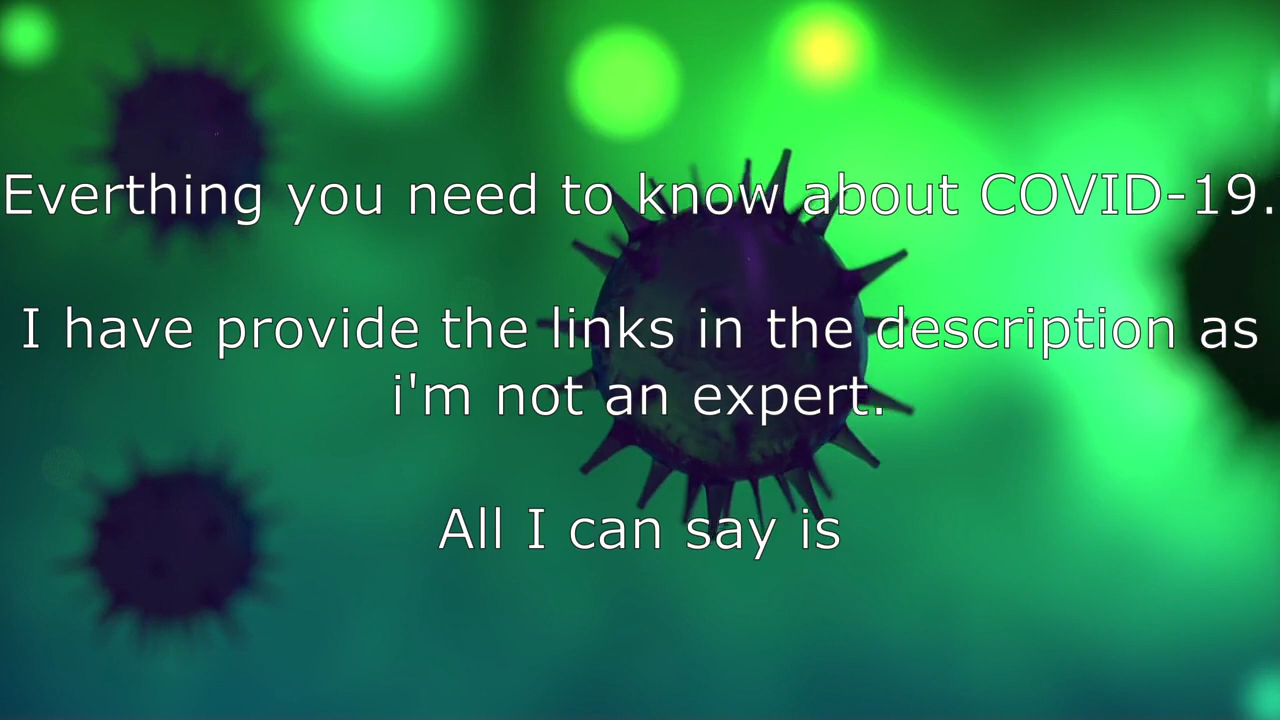 Everthing you need to know about COVID-19.
I have provide the links in the description as
i'm not an expert.
All I can say is